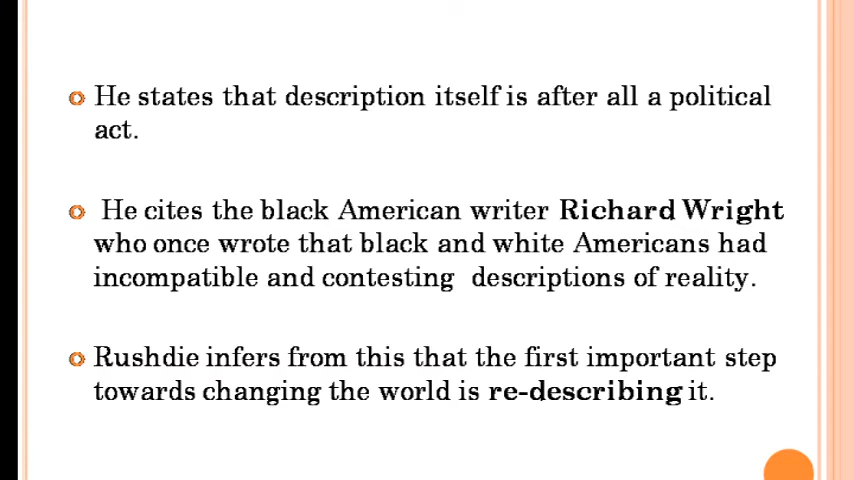 He states that description itself is after all a political
act.
He cites the black American writer Richard Wright
who once wrote that black and white Americans had
incompatible and contesting descriptions of reality.
Rushdie infers from this that the first important step
towards changing the world is re-describing it.